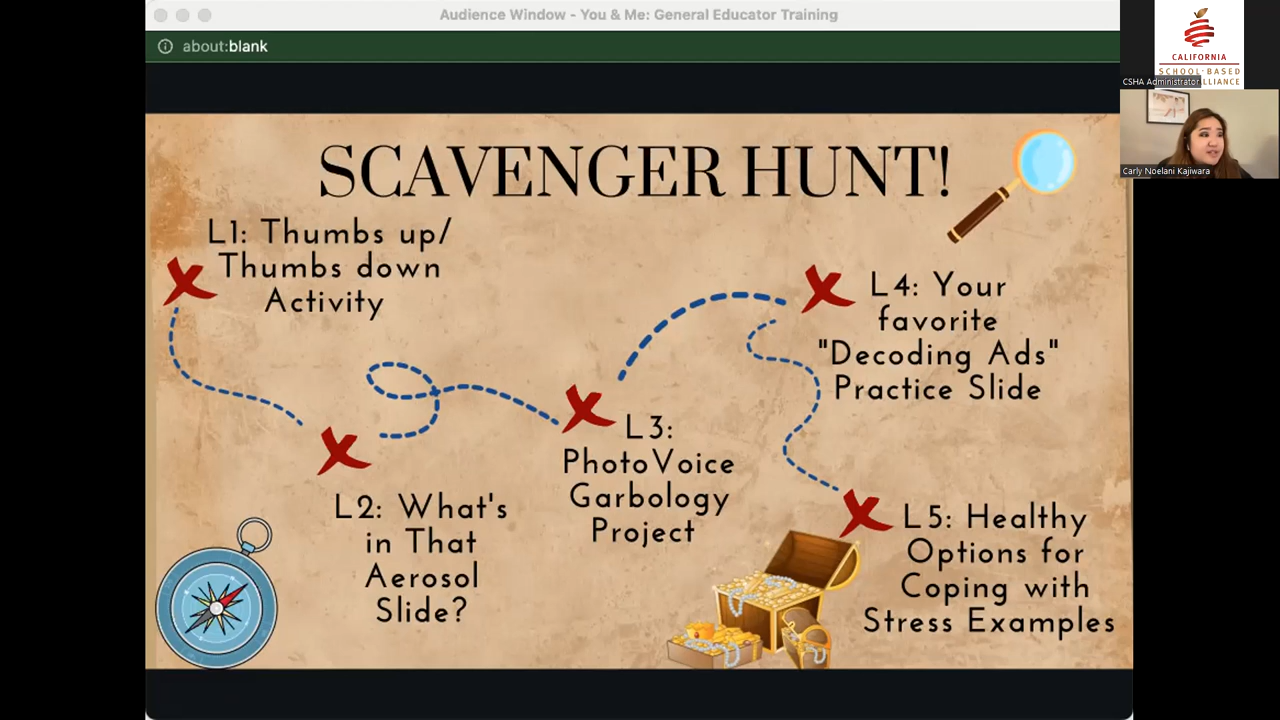 Audience Window - You & Me: General Educator Training
about:blank
SCAVENGER HUNT!
L1: Thumbs up/
Thumbs down
Activity
L2: What's
in That
Aerosol
Slide?
L3:
PhotoVoice
Garbology
Project
L4: Your
favorite
"Decoding Ads"
Practice Slide
L5: Healthy
Options for
Coping with
Stress Examples
CALIFORNIA
SCHOOL-BASED
CSHA Administrator
Carly Noelani Kajiwara